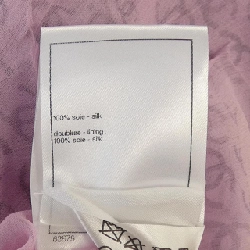 100% soie - silk
doublure - lining
100% soie - silk